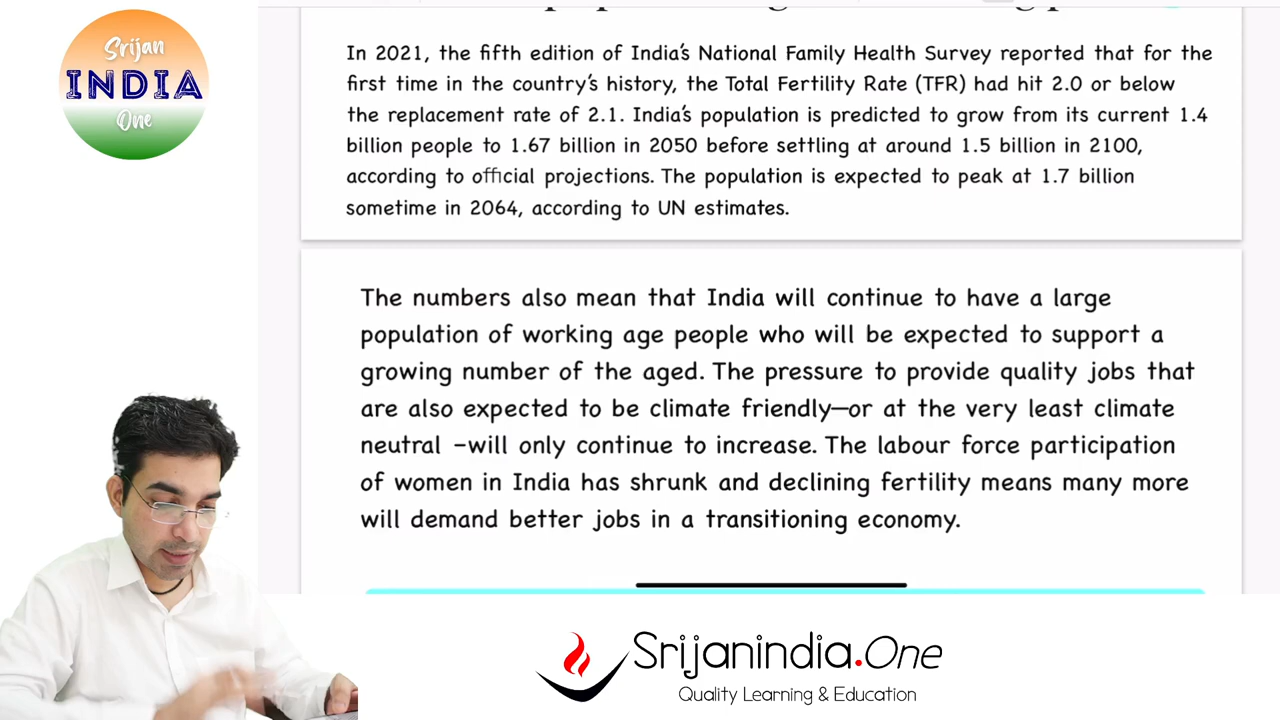 Srijan
INDIA
One
In 2021, the fifth edition of India's National Family Health Survey reported that for the
first time in the country's history, the Total Fertility Rate (TFR) had hit 2.0 or below
the replacement rate of 2.1. India's population is predicted to grow from its current 1.4
billion people to 1.67 billion in 2050 before settling at around 1.5 billion in 2100,
according to official projections. The population is expected to peak at 1.7 billion
sometime in 2064, according to UN estimates.
The numbers also mean that India will continue to have a large
population of working age people who will be expected to support a
growing number of the aged. The pressure to provide quality jobs that
are also expected to be climate friendly—or at the very least climate
neutral –will only continue to increase. The labour force participation
of women in India has shrunk and declining fertility means many more
will demand better jobs in a transitioning economy.
Srijanindia.One
Quality Learning & Education